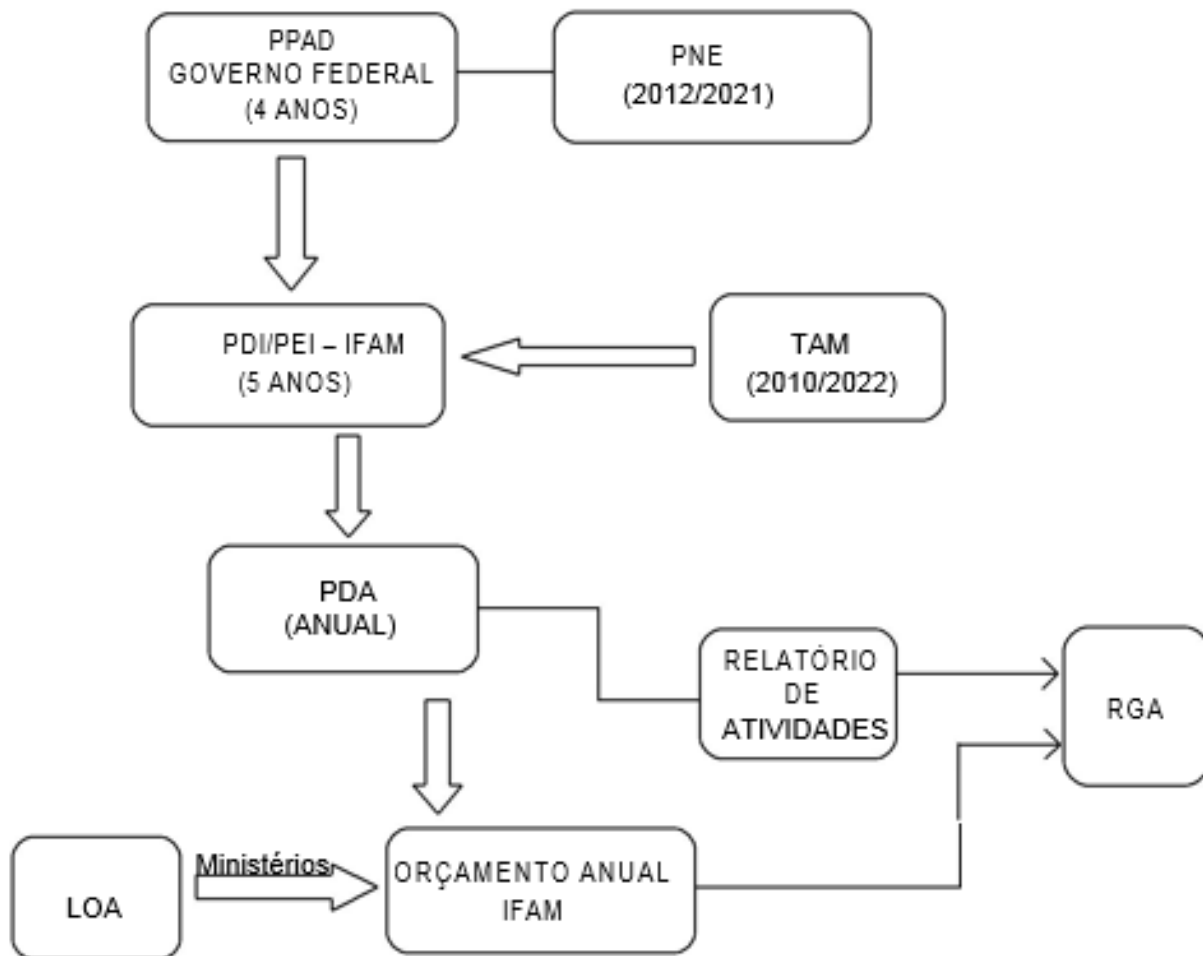 PPAD
GOVERNO FEDERAL
(4 ANOS)
PNE
(2012/2021)
PDI/PEI – IFAM
(5 ANOS)
TAM
(2010/2022)
PDA
(ANUAL)
RELATÓRIO
DE
ATIVIDADES
RGA
LOA
Ministérios
ORÇAMENTO ANUAL
IFAM